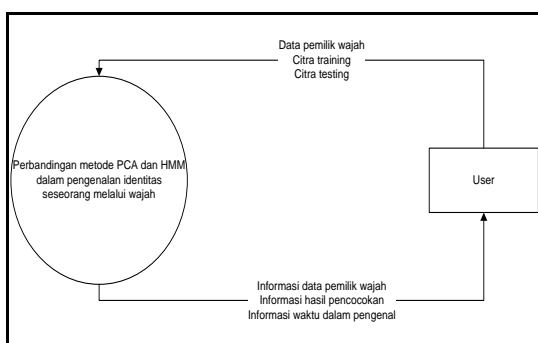 Data pemilik wajah
Citra training
Citra testing
Perbandingan metode PCA dan HMM
dalam pengenalan identitas
seseorang melalui wajah
User
Informasi data pemilik wajah
Informasi hasil pencocokan
Informasi waktu dalam pengenal